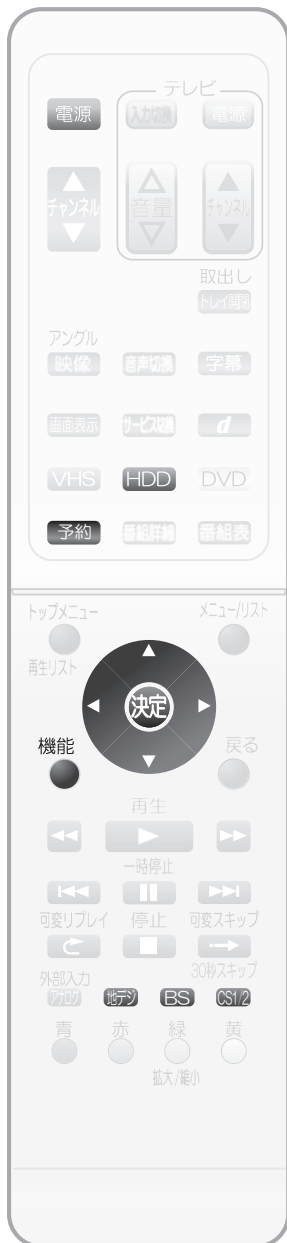 テレビ
電源 入力切換 電源
チャンネル 音量 チャンネル
取出し
トレイ開閉
アングル
映像 音声切換 字幕
画面表示 サービス切換 d
VHS HDD DVD
予約 番組詳細 番組表
トップメニュー メニュー/リスト
再生リスト
決定
機能 戻る
再生
一時停止
可変リプレイ 停止 可変スキップ
外部入力 30秒スキップ
アナログ 地デジ BS CS1/2
青 赤 緑 黄
拡大/縮小